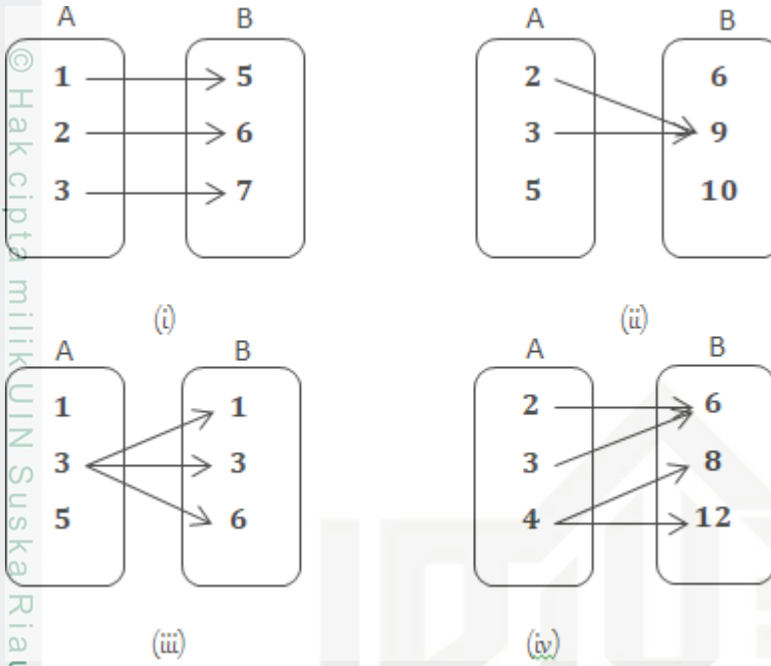 A B
1 5
2 6
3 7
(i)
A B
2 6
3 9
5 10
(ii)
A B
1 1
3 3
5 6
(iii)
A B
2 6
3 8
4 12
(iv)
© Hak cipta milik UIN Suska Riau